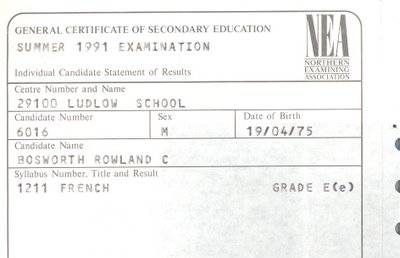 GENERAL CERTIFICATE OF SECONDARY EDUCATION
SUMMER 1991 EXAMINATION
NEA
NORTHERN
EXAMINING
ASSOCIATION
Individual Candidate Statement of Results
Centre Number and Name
29100 LUDLOW SCHOOL
Candidate Number Sex Date of Birth
6016 M 19/04/75
Candidate Name
BOSWORTH ROWLAND C
Syllabus Number, Title and Result
1211 FRENCH GRADE E(e)